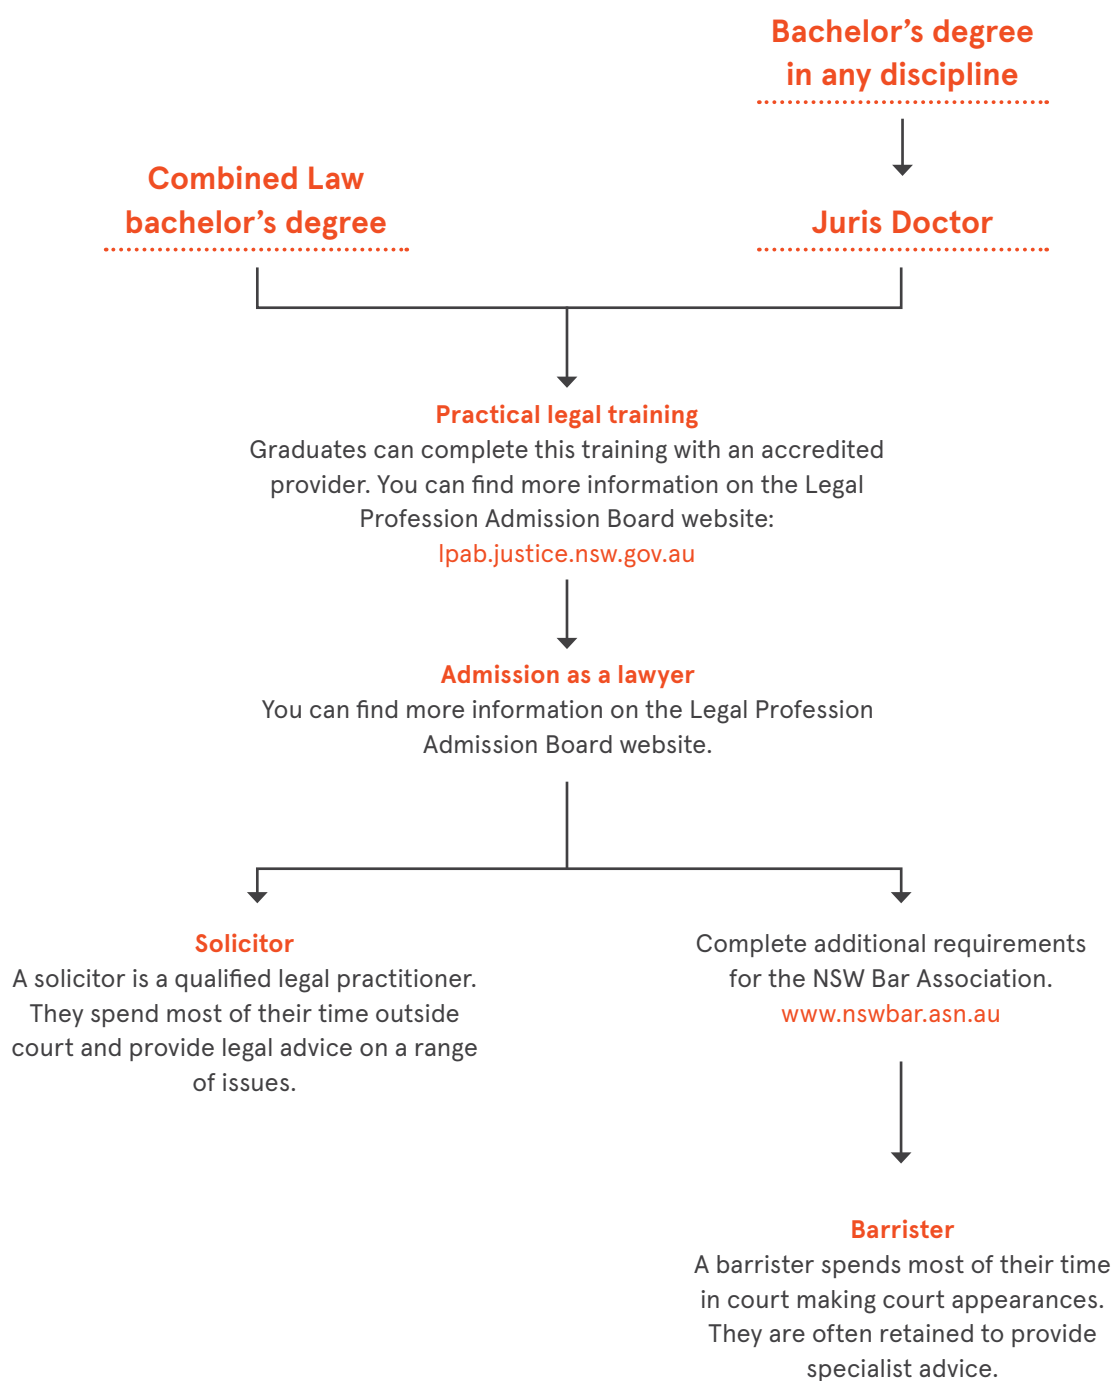 Bachelor’s degree
in any discipline
Combined Law
bachelor’s degree
Juris Doctor
Practical legal training
Graduates can complete this training with an accredited
provider. You can find more information on the Legal
Profession Admission Board website:
lpab.justice.nsw.gov.au
Admission as a lawyer
You can find more information on the Legal Profession
Admission Board website.
Solicitor
A solicitor is a qualified legal practitioner.
They spend most of their time outside
court and provide legal advice on a range
of issues.
Complete additional requirements
for the NSW Bar Association.
www.nswbar.asn.au
Barrister
A barrister spends most of their time
in court making court appearances.
They are often retained to provide
specialist advice.